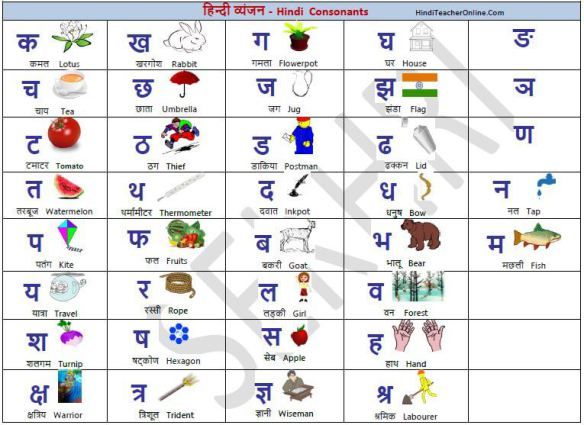 हिन्दी व्यंजन - Hindi Consonants HindiTeacherOnline.Com
क ख ग घ ङ
कमल Lotus खरगोश Rabbit गमला Flowerpot घर House
च छ ज झ ञ
चाय Tea छाता Umbrella जग Jug झंडा Flag
ट ठ ड ढ ण
टमाटर Tomato ठग Thief डाकिया Postman ढक्कन Lid
त थ द ध न
तरबूज Watermelon थर्मामीटर Thermometer दवात Inkpot धनुष Bow नल Tap
प फ ब भ म
पतंग Kite फल Fruits बकरी Goat भालू Bear मछली Fish
य र ल व
यात्रा Travel रस्सी Rope लड़की Girl वन Forest
श ष स ह
शलगम Turnip षट्कोण Hexagon सेब Apple हाथ Hand
क्ष त्र ज्ञ श्र
क्षत्रिय Warrior त्रिशूल Trident ज्ञानी Wiseman श्रमिक Labourer
SEKHRI